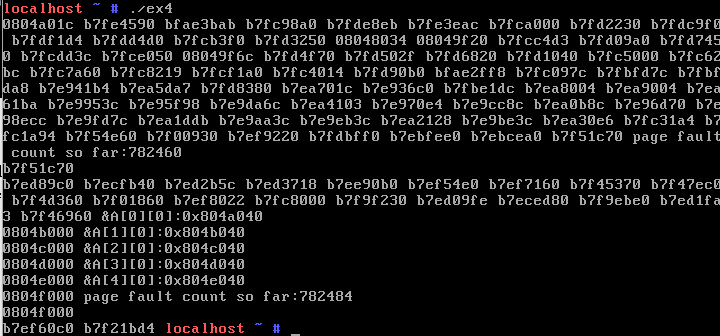 localhost ~ # ./ex4
0804a01c b7fe4590 bfae3bab b7fc98a0 b7fde8eb b7fe3eac b7fca000 b7fd2230 b7fdc9f0
 b7fdf1d4 b7fdd4d0 b7fcb3f0 b7fd3250 08048034 08049f20 b7fcc4d3 b7fd09a0 b7fd745
0 b7fcdd3c b7fce050 08049f6c b7fd4f70 b7fd502f b7fd6820 b7fd1040 b7fc5000 b7fc62
bc b7fc7a60 b7fc8219 b7fcf1a0 b7fc4014 b7fd90b0 bfae2ff8 b7fc097c b7fbfd7c b7fbf
da8 b7e941b4 b7ea5da7 b7fd8380 b7ea701c b7e936c0 b7fbe1dc b7ea8004 b7ea9004 b7ea
61ba b7e9953c b7e95f98 b7e9da6c b7ea4103 b7e970e4 b7e9cc8c b7ea0b8c b7e96d70 b7e
98ecc b7e9fd7c b7ea1ddb b7e9aa3c b7e9eb3c b7ea2128 b7e9be3c b7ea30e6 b7fc31a4 b7
fc1a94 b7f54e60 b7f00930 b7ef9220 b7fdbff0 b7ebfee0 b7ebcea0 b7f51c70 page fault
 count so far:782460
b7f51c70
b7ed89c0 b7ecfb40 b7ed2b5c b7ed3718 b7ee90b0 b7ef54e0 b7ef7160 b7f45370 b7f47ec0
 b7f4d360 b7f01860 b7ef8022 b7fc8000 b7f9f230 b7ed09fe b7eced80 b7f9ebe0 b7ed1fa
3 b7f46960 &A[0][0]:0x804a040
0804b000 &A[1][0]:0x804b040
0804c000 &A[2][0]:0x804c040
0804d000 &A[3][0]:0x804d040
0804e000 &A[4][0]:0x804e040
0804f000 page fault count so far:782484
0804f000
b7ef60c0 b7f21bd4 localhost ~ #